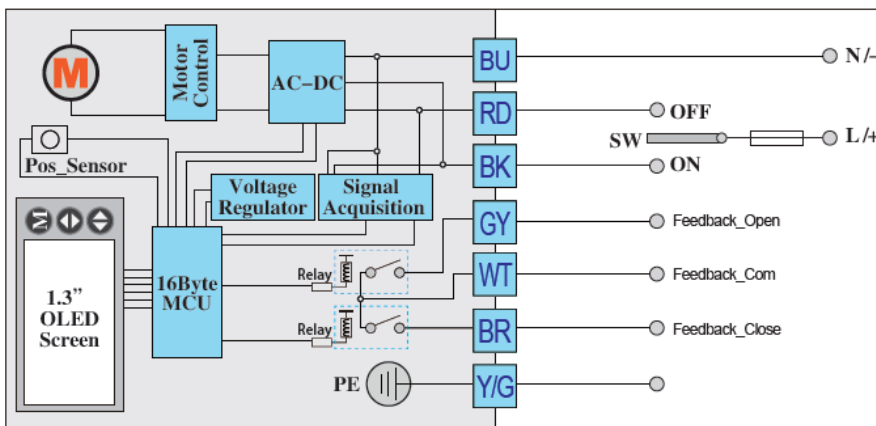 M
Motor
Control
AC-DC
BU
N/-
RD
OFF
SW
L/+
Pos_Sensor
BK
ON
Voltage
Regulator
Signal
Acquisition
M
GY
Feedback_Open
16Byte
MCU
Relay
WT
Feedback_Com
1.3”
OLED
Screen
Relay
BR
Feedback_Close
PE
Y/G